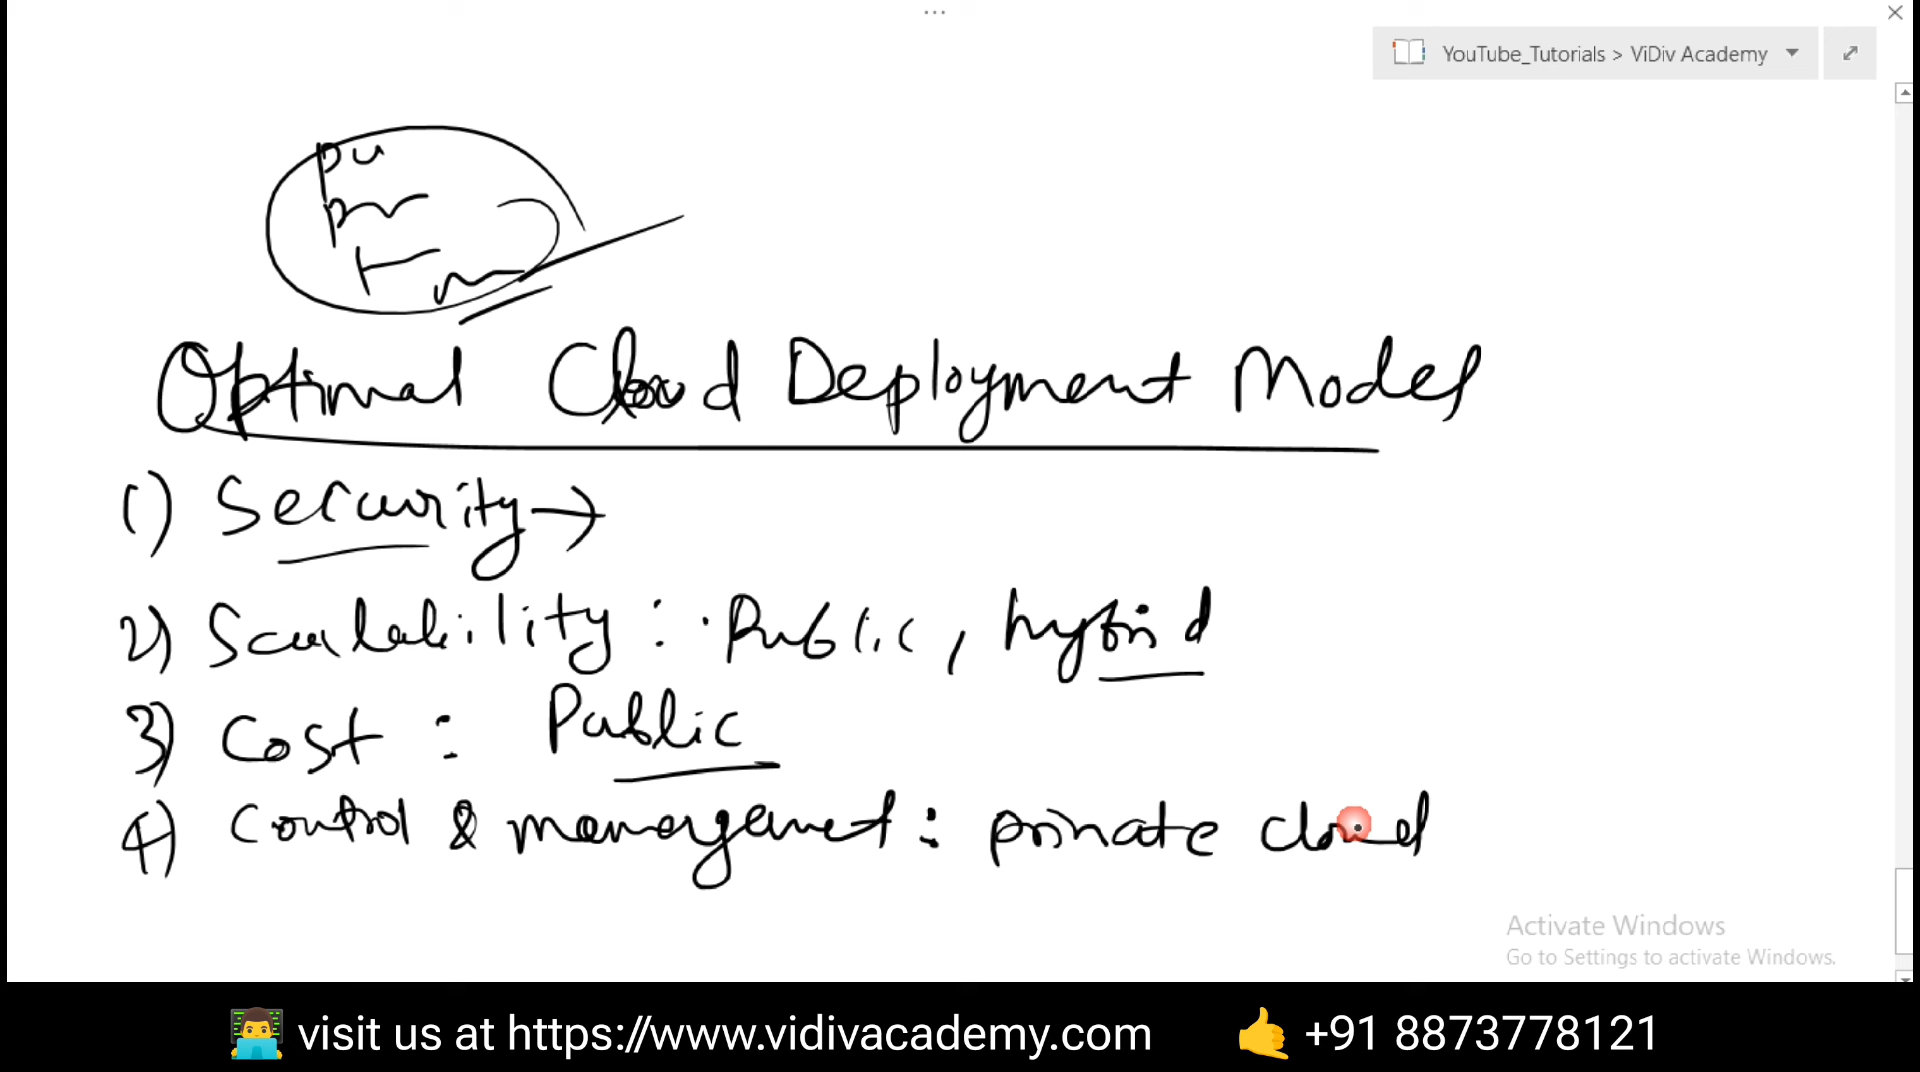 ...
YouTube_Tutorials > ViDiv Academy
pu
pr
Optimal Cloud Deployment Model
1) Security →
2) Scalability : Public, hybrid
3) Cost : Public
4) Control & management : private cloud
Activate Windows
Go to Settings to activate Windows.
visit us at https://www.vidivacademy.com +91 8873778121